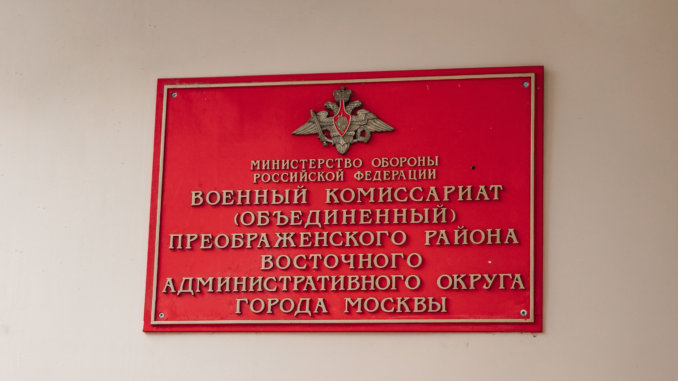 МИНИСТЕРСТВО ОБОРОНЫ
РОССИЙСКОЙ ФЕДЕРАЦИИ
ВОЕННЫЙ КОМИССАРИАТ
(ОБЪЕДИНЕННЫЙ)
ПРЕОБРАЖЕНСКОГО РАЙОНА
ВОСТОЧНОГО
АДМИНИСТРАТИВНОГО ОКРУГА
ГОРОДА МОСКВЫ